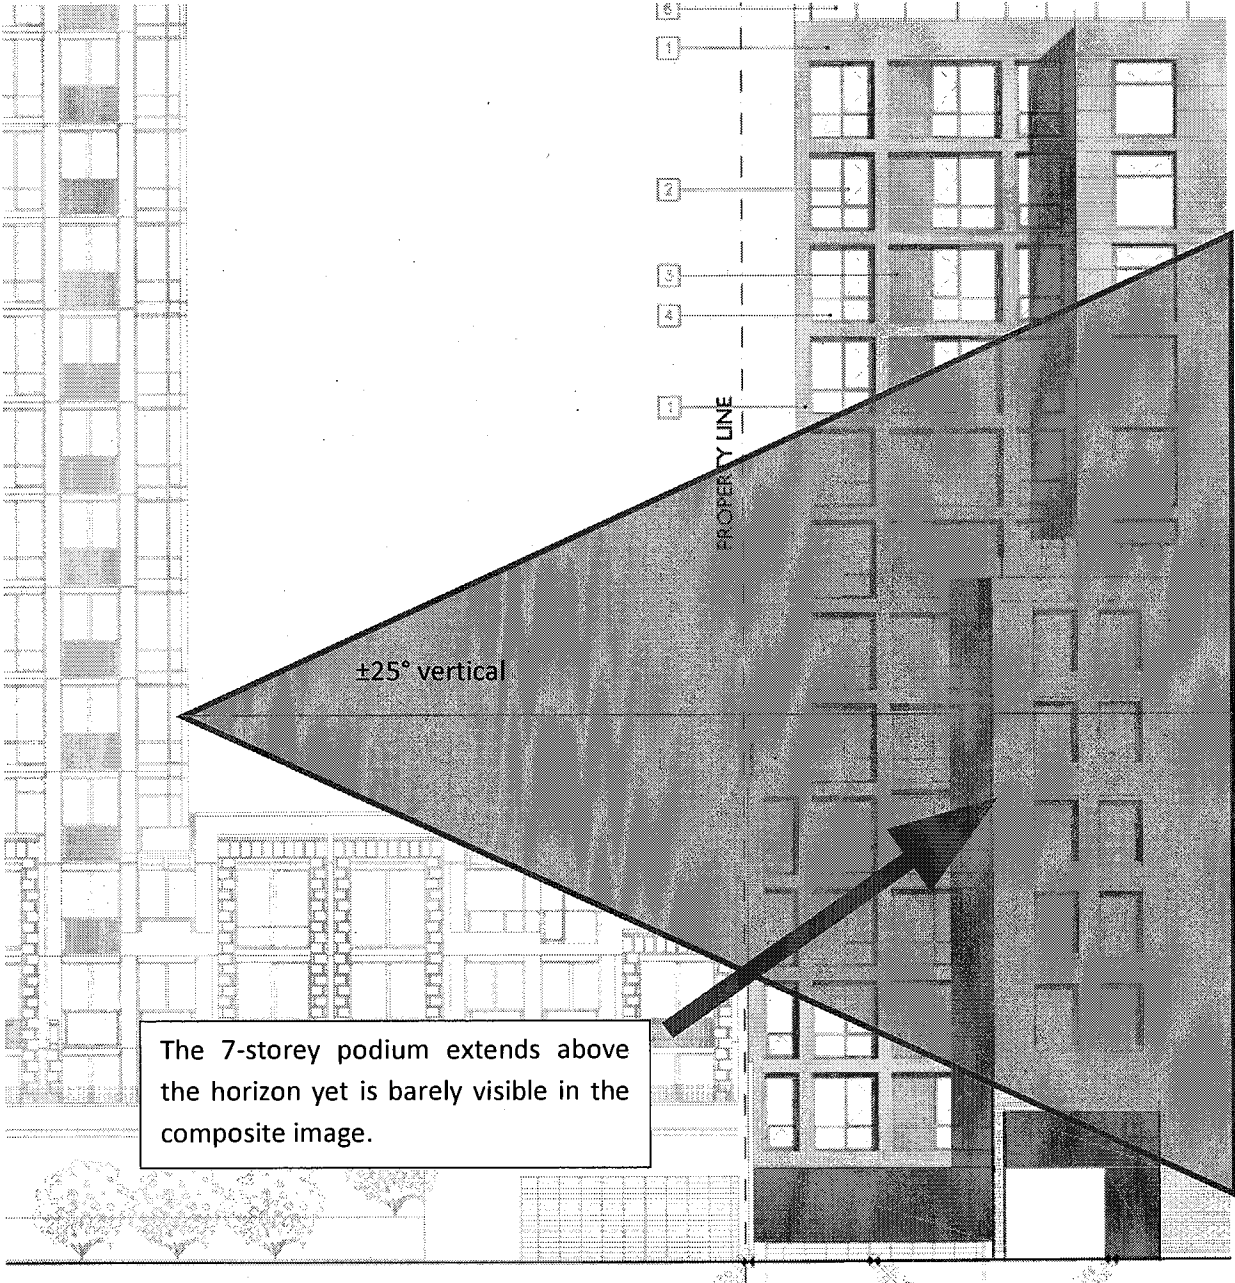 6
1
2
3
4
1
PROPERTY LINE
±25° vertical
The 7-storey podium extends above
the horizon yet is barely visible in the
composite image.